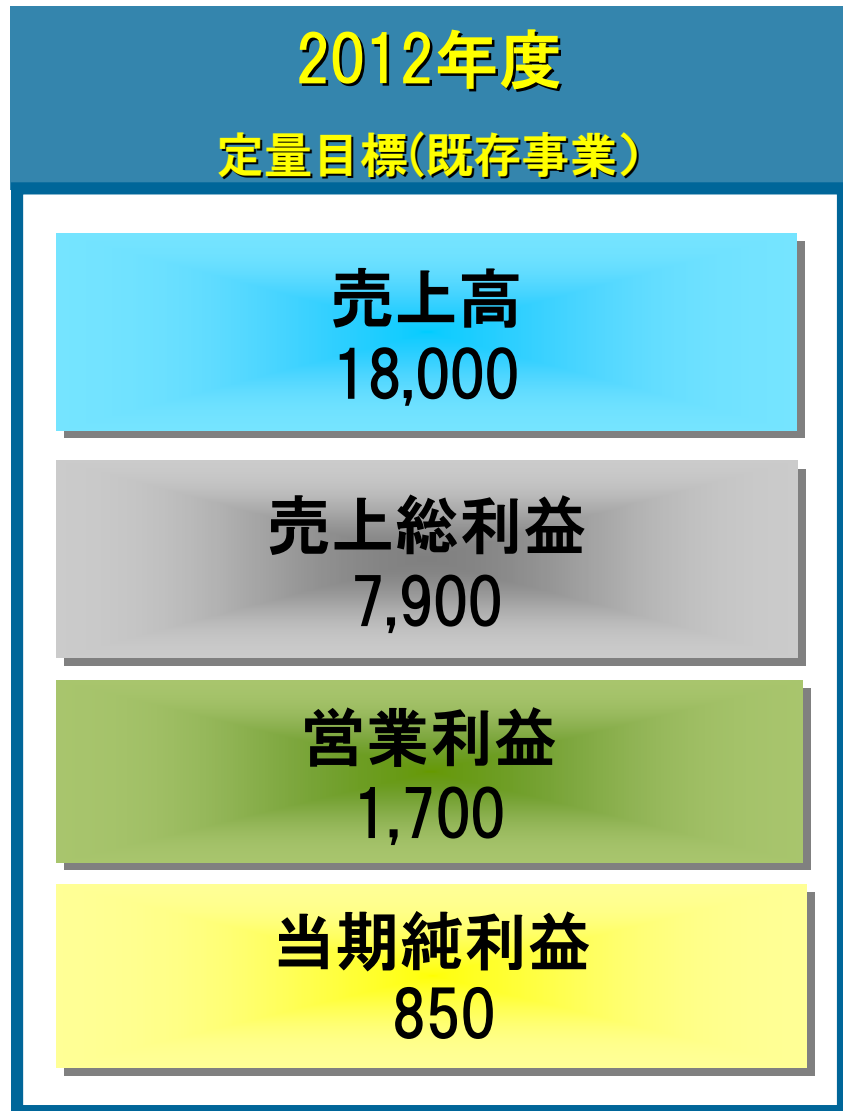 2012年度
定量目標(既存事業）
売上高
18,000
売上総利益
7,900
営業利益
1,700
当期純利益
850